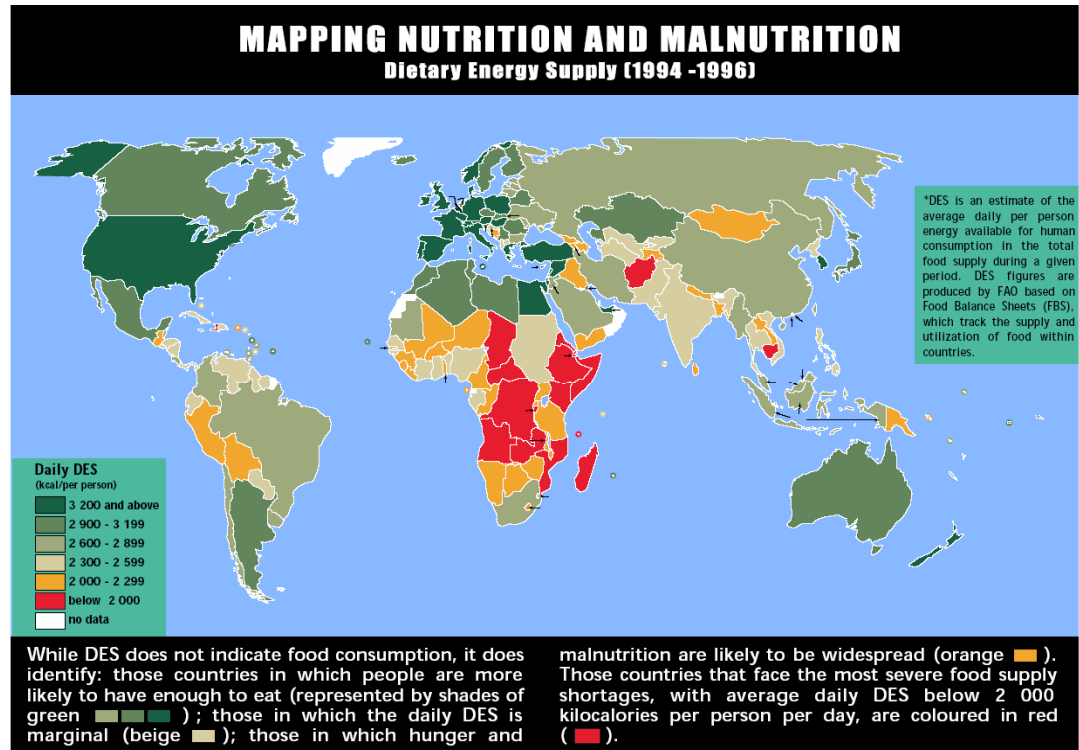 MAPPING NUTRITION AND MALNUTRITION
Dietary Energy Supply (1994 -1996)
*DES is an estimate of the
average daily per person
energy available for human
consumption in the total
food supply during a given
period. DES figures are
produced by FAO based on
Food Balance Sheets (FBS),
which track the supply and
utilization of food within
countries.
Daily DES
(kcal/per person)
3 200 and above
2 900 - 3 199
2 600 - 2 899
2 300 - 2 599
2 000 - 2 299
below 2 000
no data
While DES does not indicate food consumption, it does
identify: those countries in which people are more
likely to have enough to eat (represented by shades of
green ) ; those in which the daily DES is
marginal (beige ); those in which hunger and
malnutrition are likely to be widespread (orange ).
Those countries that face the most severe food supply
shortages, with average daily DES below 2 000
kilocalories per person per day, are coloured in red
( ).